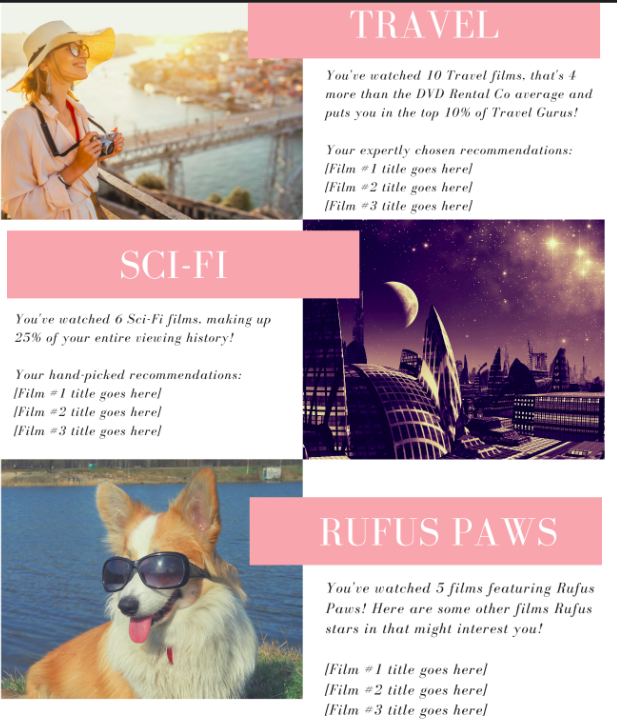 TRAVEL
You've watched 10 Travel films, that's 4
more than the DVD Rental Co average and
puts you in the top 10% of Travel Gurus!
Your expertly chosen recommendations:
[Film #1 title goes here]
[Film #2 title goes here]
[Film #3 title goes here]
SCI-FI
You've watched 6 Sci-Fi films, making up
25% of your entire viewing history!
Your hand-picked recommendations:
[Film #1 title goes here]
[Film #2 title goes here]
[Film #3 title goes here]
RUFUS PAWS
You've watched 5 films featuring Rufus
Paws! Here are some other films Rufus
stars in that might interest you!
[Film #1 title goes here]
[Film #2 title goes here]
[Film #3 title goes here]